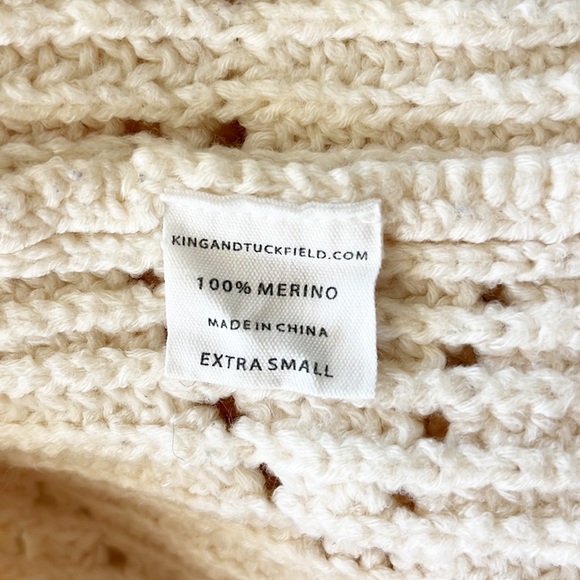 KINGANDTUCKFIELD.COM
100% MERINO
MADE IN CHINA
EXTRA SMALL